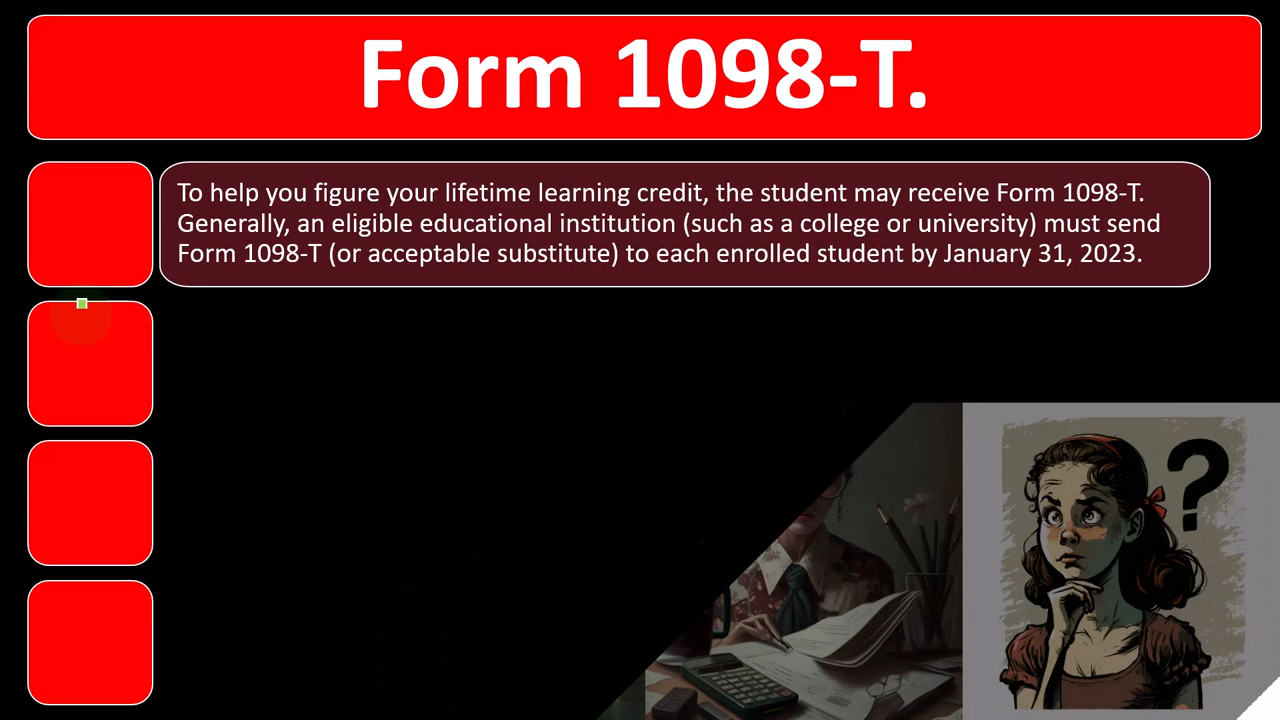 Form 1098-T.
To help you figure your lifetime learning credit, the student may receive Form 1098-T.
Generally, an eligible educational institution (such as a college or university) must send
Form 1098-T (or acceptable substitute) to each enrolled student by January 31, 2023.
?